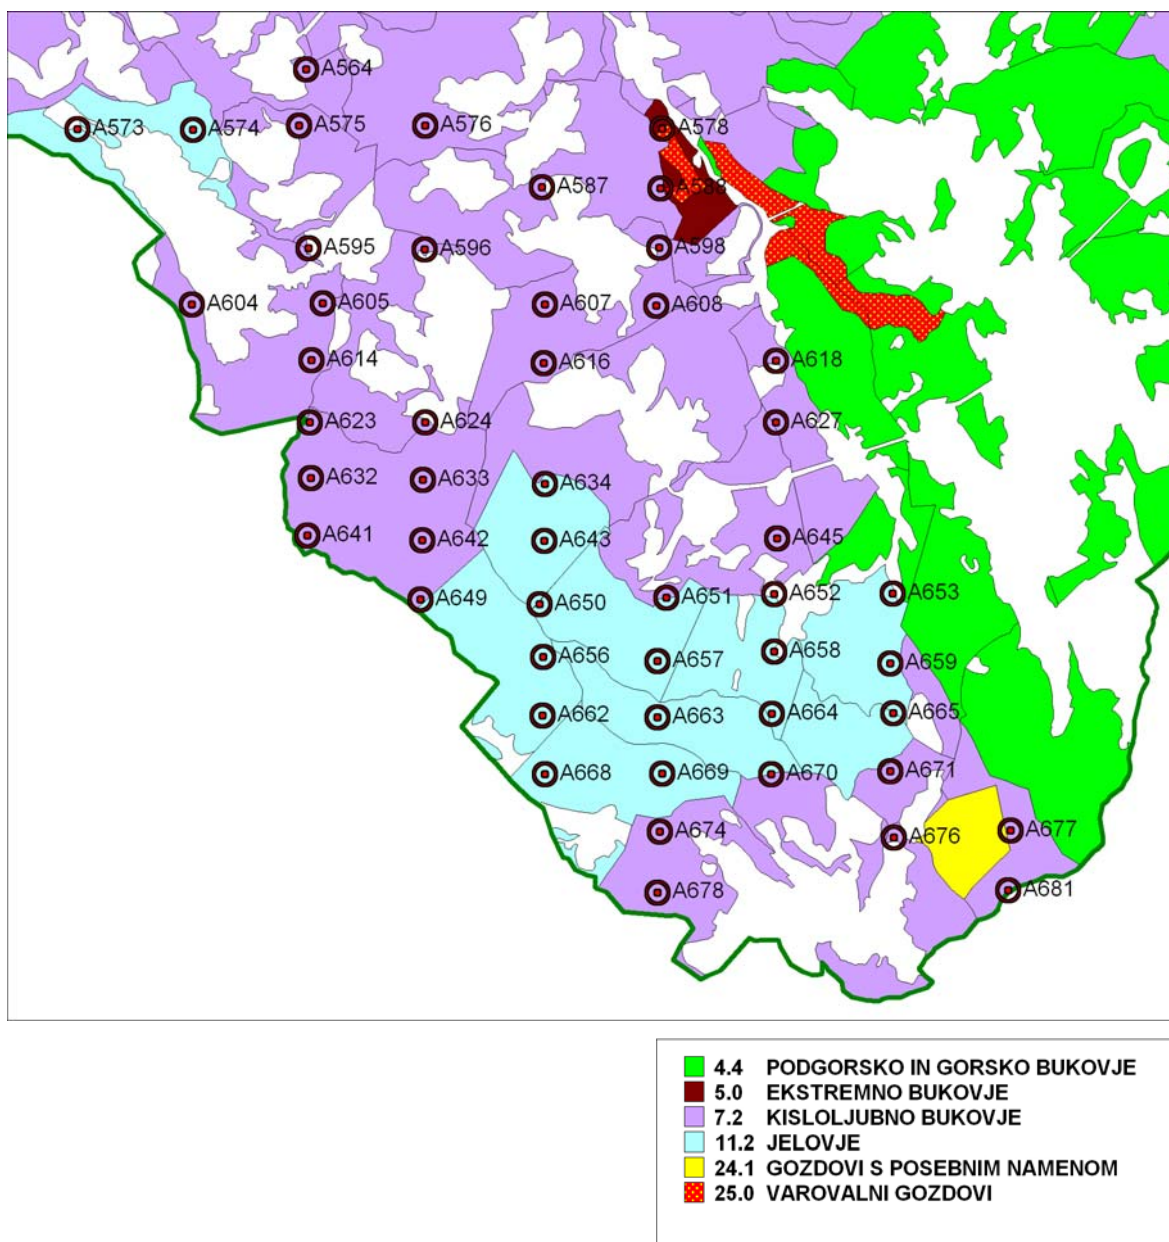 A564
A573 A574 A575 A576 A578
A587 A588
A595 A596 A598
A604 A605 A607 A608
A614 A616 A618
A623 A624 A627
A632 A633 A634
A641 A642 A643 A645
A649 A650 A651 A652 A653
A656 A657 A658 A659
A662 A663 A664 A665
A668 A669 A670 A671
A674 A676 A677
A678 A681
4.4 PODGORSKO IN GORSKO BUKOVJE
5.0 EKSTREMNO BUKOVJE
7.2 KISLOLJUBNO BUKOVJE
11.2 JELOVJE
24.1 GOZDOVI S POSEBNIM NAMENOM
25.0 VAROVALNI GOZDOVI